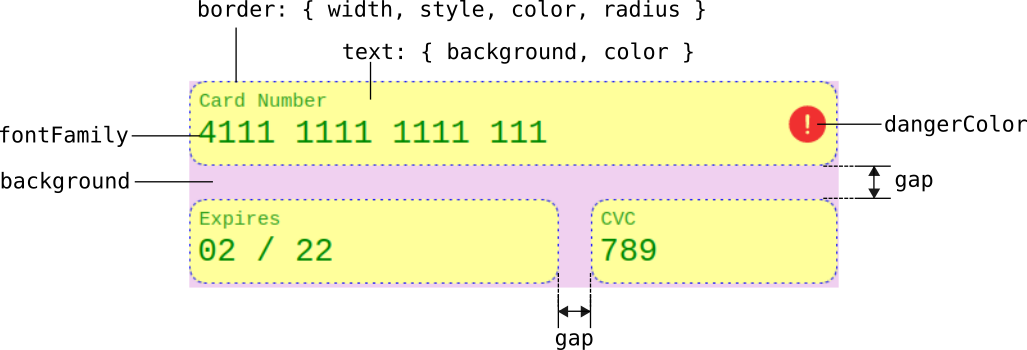 border: { width, style, color, radius }
text: { background, color }
Card Number
4111 1111 1111 111
!
fontFamily
dangerColor
background
gap
Expires
02 / 22
CVC
789
gap